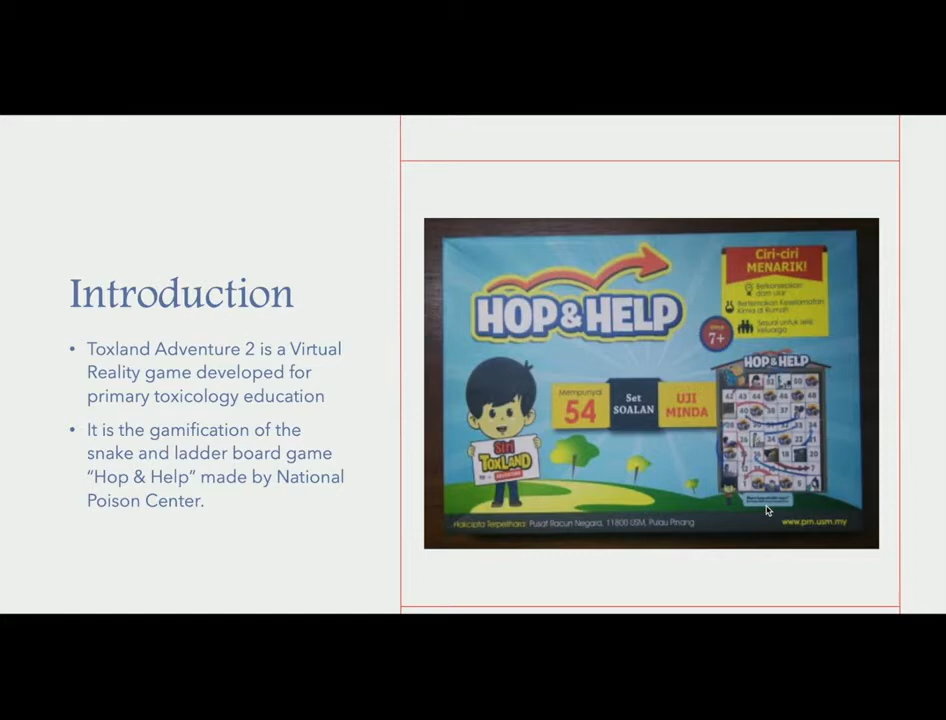 Introduction
• Toxland Adventure 2 is a Virtual
Reality game developed for
primary toxicology education
• It is the gamification of the
snake and ladder board game
“Hop & Help” made by National
Poison Center.
HOP & HELP
Ciri-ciri
MENARIK!
Berkonsepkan
dam ular
Bertemakan Keselamatan
Kimia di Rumah
Sesuai untuk seisi
keluarga
7+
Mempunyai
54
Set
SOALAN
UJI
MINDA
HOP & HELP
Siri
TOXLAND
Hakcipta Terpelihara: Pusat Racun Negara, 11800 USM, Pulau Pinang
www.prn.usm.my